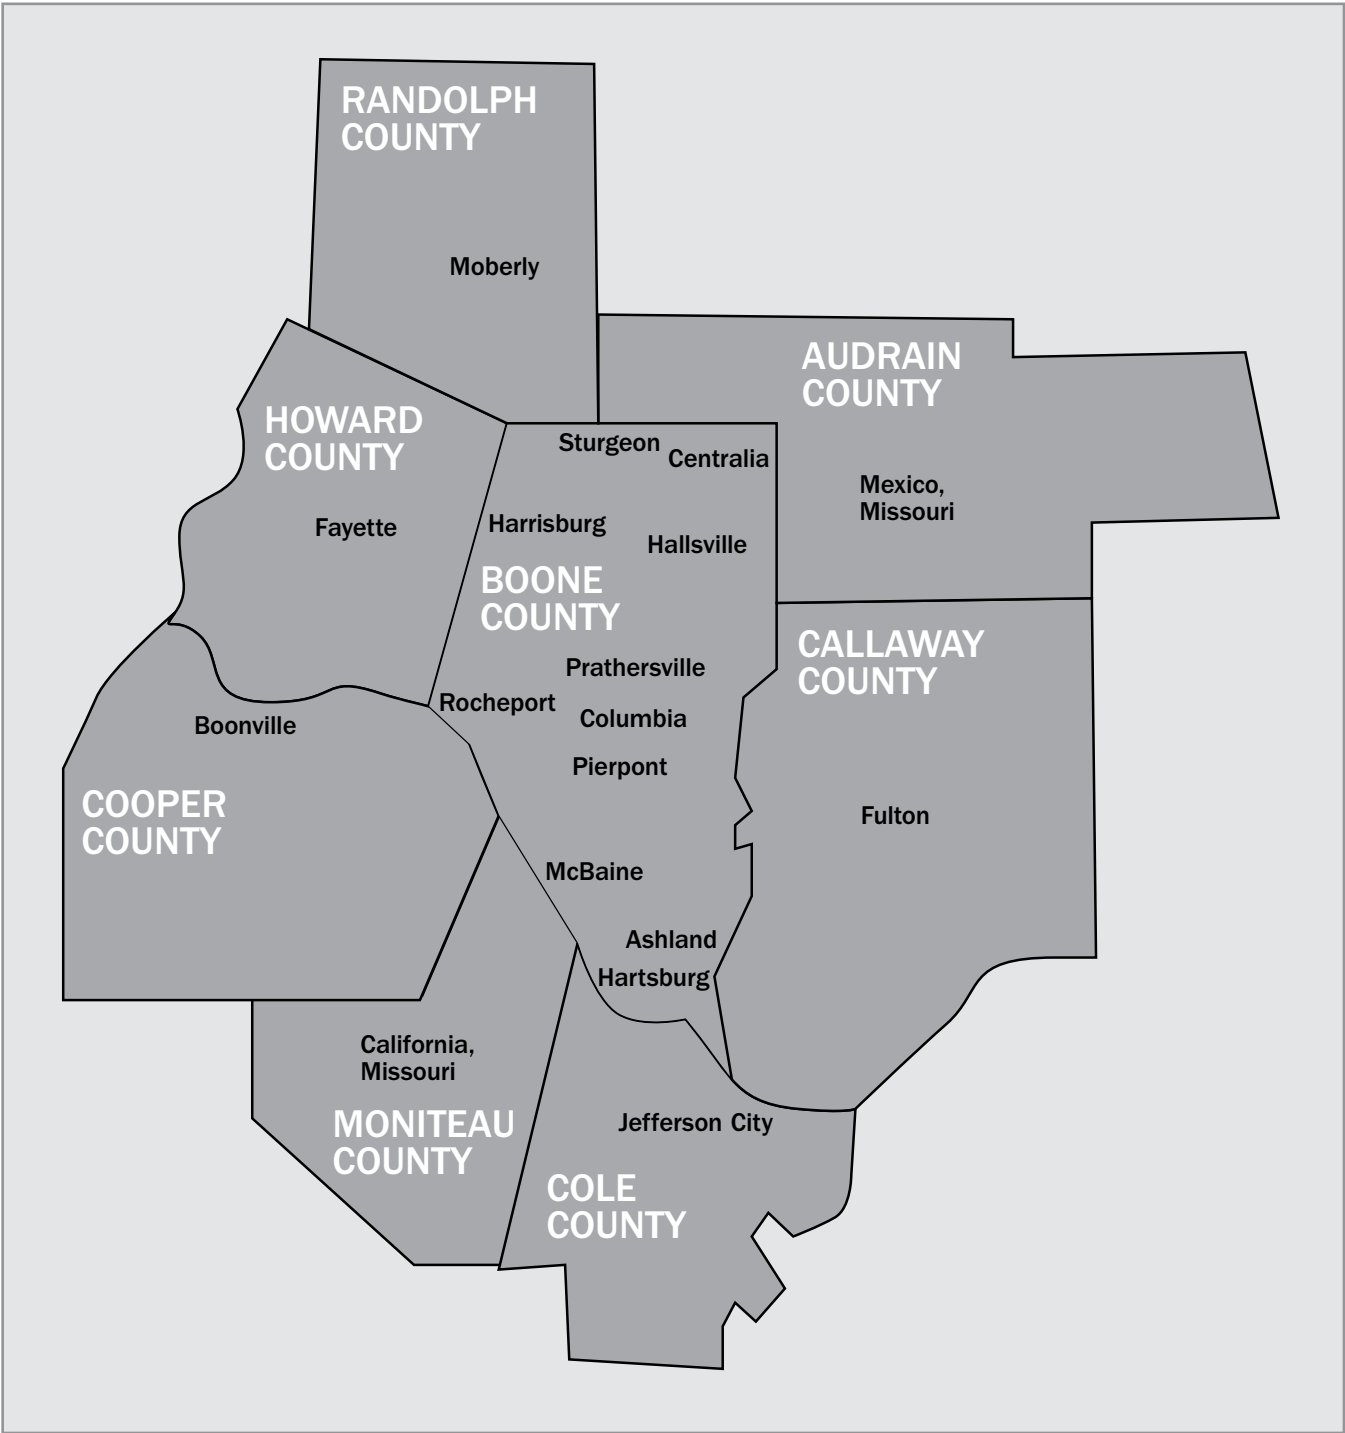 RANDOLPH
COUNTY
Moberly
AUDRAIN
COUNTY
HOWARD
COUNTY
Sturgeon
Centralia
Mexico,
Missouri
Fayette
Harrisburg
Hallsville
BOONE
COUNTY
CALLAWAY
COUNTY
Prathersville
Rocheport
Columbia
Boonville
Pierpont
COOPER
COUNTY
Fulton
McBaine
Ashland
Hartsburg
California,
Missouri
MONITEAU
COUNTY
Jefferson City
COLE
COUNTY